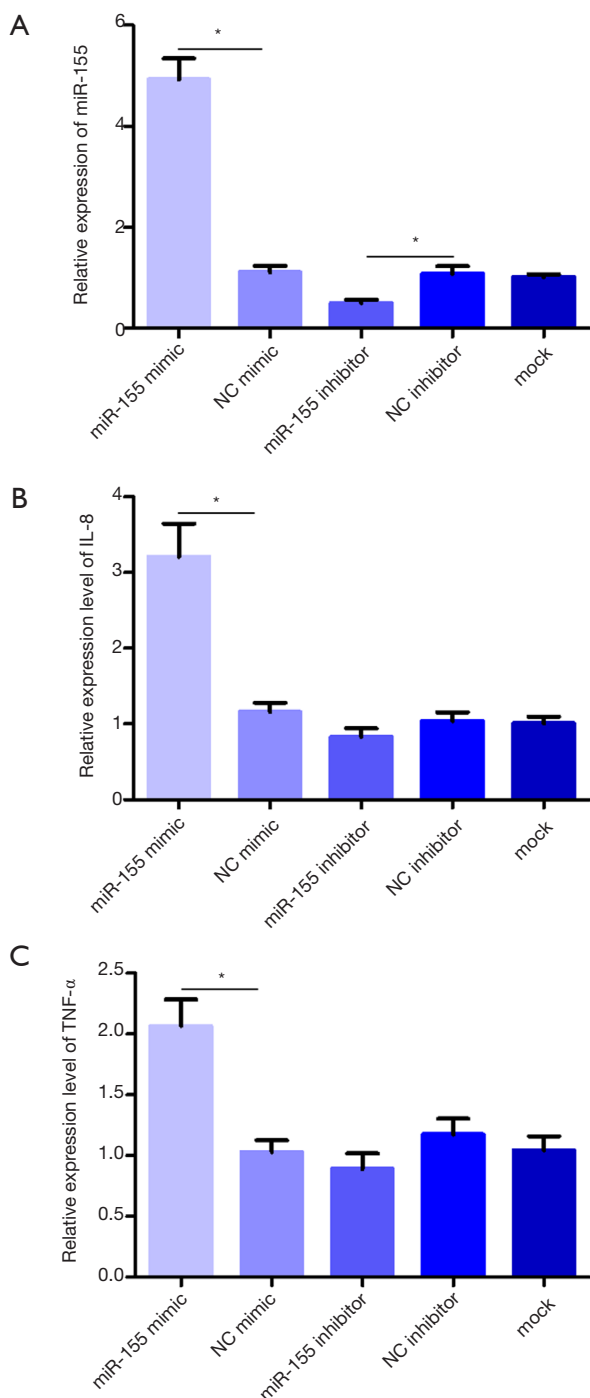 A
Relative expression of miR-155
6
4
2
0
*
*
miR-155 mimic
NC mimic
miR-155 inhibitor
NC inhibitor
mock
B
Relative expression level of IL-8
4
3
2
1
0
*
miR-155 mimic
NC mimic
miR-155 inhibitor
NC inhibitor
mock
C
Relative expression level of TNF-α
2.5
2.0
1.5
1.0
0.0
*
miR-155 mimic
NC mimic
miR-155 inhibitor
NC inhibitor
mock